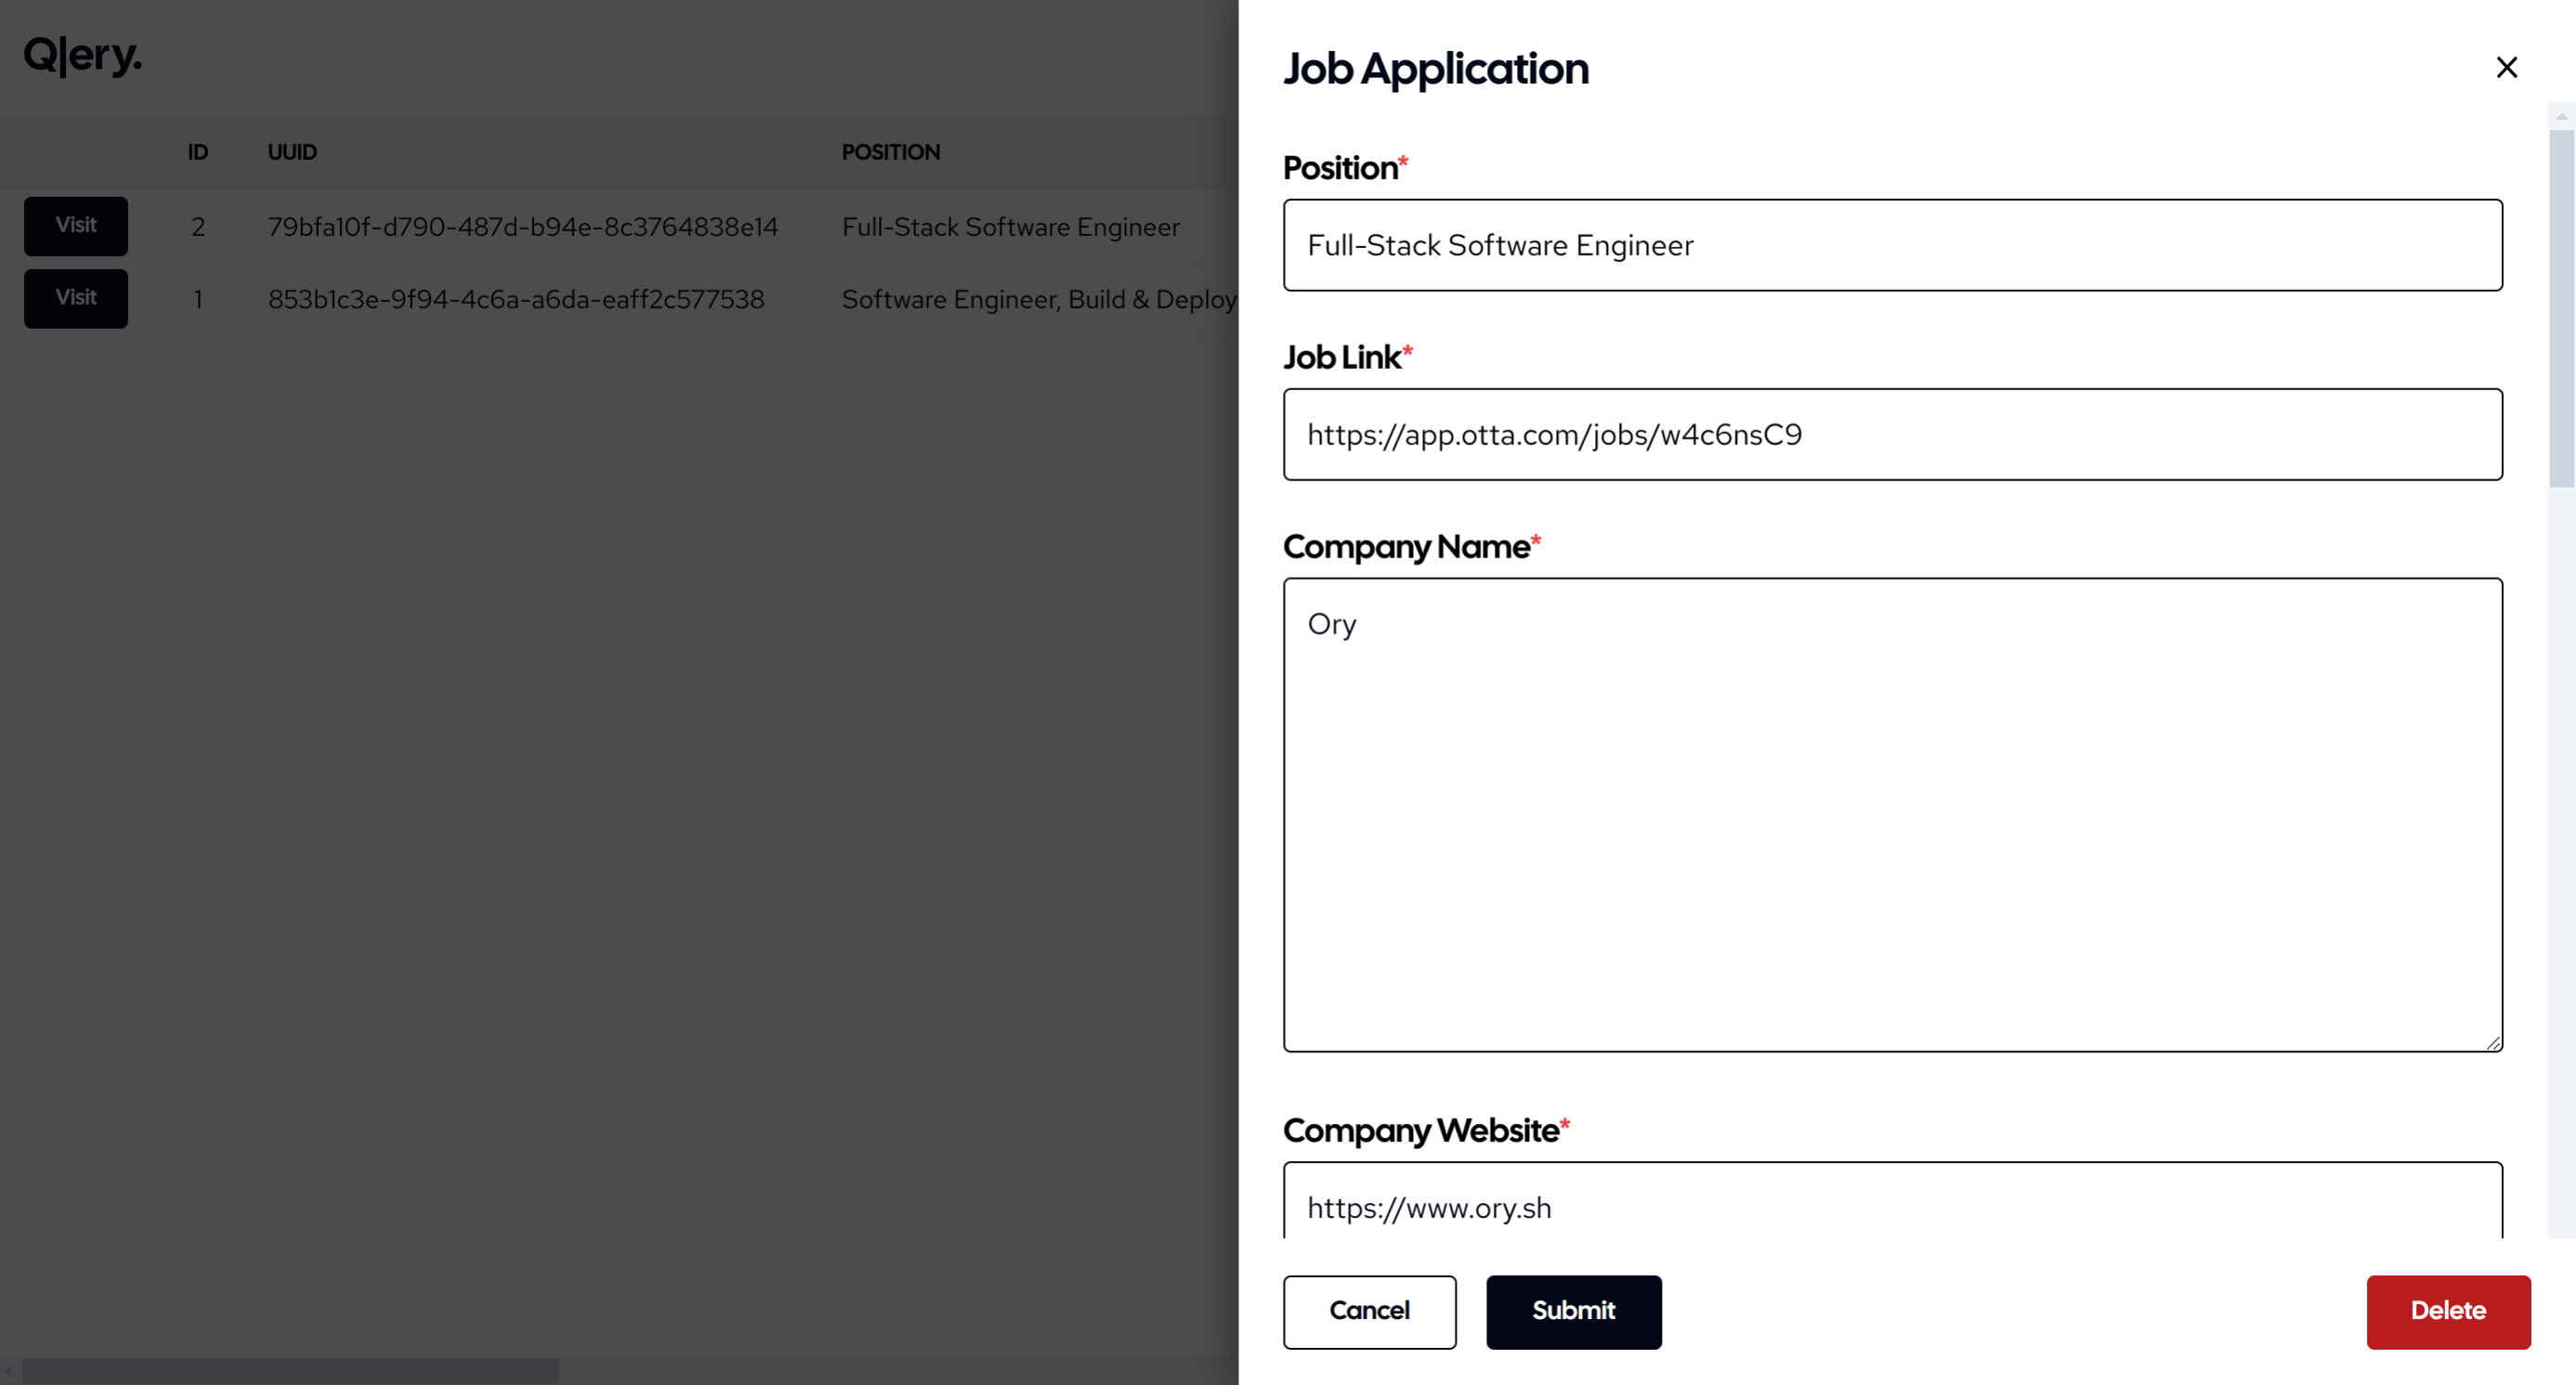 Q|ery.
ID UUID POSITION
Visit 2 79bfa10f-d790-487d-b94e-8c3764838e14 Full-Stack Software Engineer
Visit 1 853b1c3e-9f94-4c6a-a6da-eaff2c577538 Software Engineer, Build & Deploy
Job Application
Position*
Full-Stack Software Engineer
Job Link*
https://app.otta.com/jobs/w4c6nsC9
Company Name*
Ory
Company Website*
https://www.ory.sh
Cancel Submit Delete